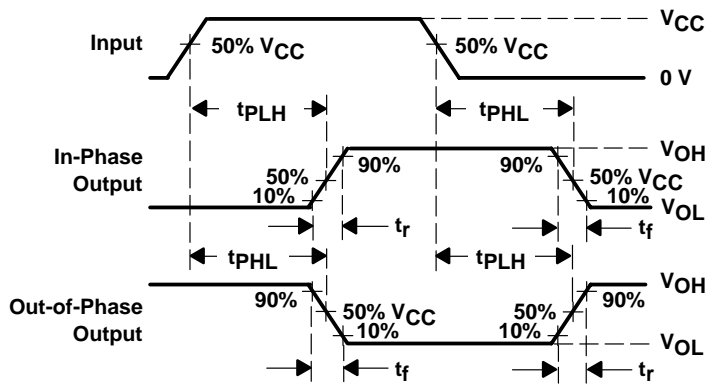 VCC
Input
50% VCC
50% VCC
0 V
tPLH
tPHL
In-Phase
Output
VOH
90%
90%
50%
50% VCC
10%
10%
VOL
tr
tf
tPHL
tPLH
Out-of-Phase
Output
VOH
90%
90%
50% VCC
50%
10%
10%
VOL
tf
tr